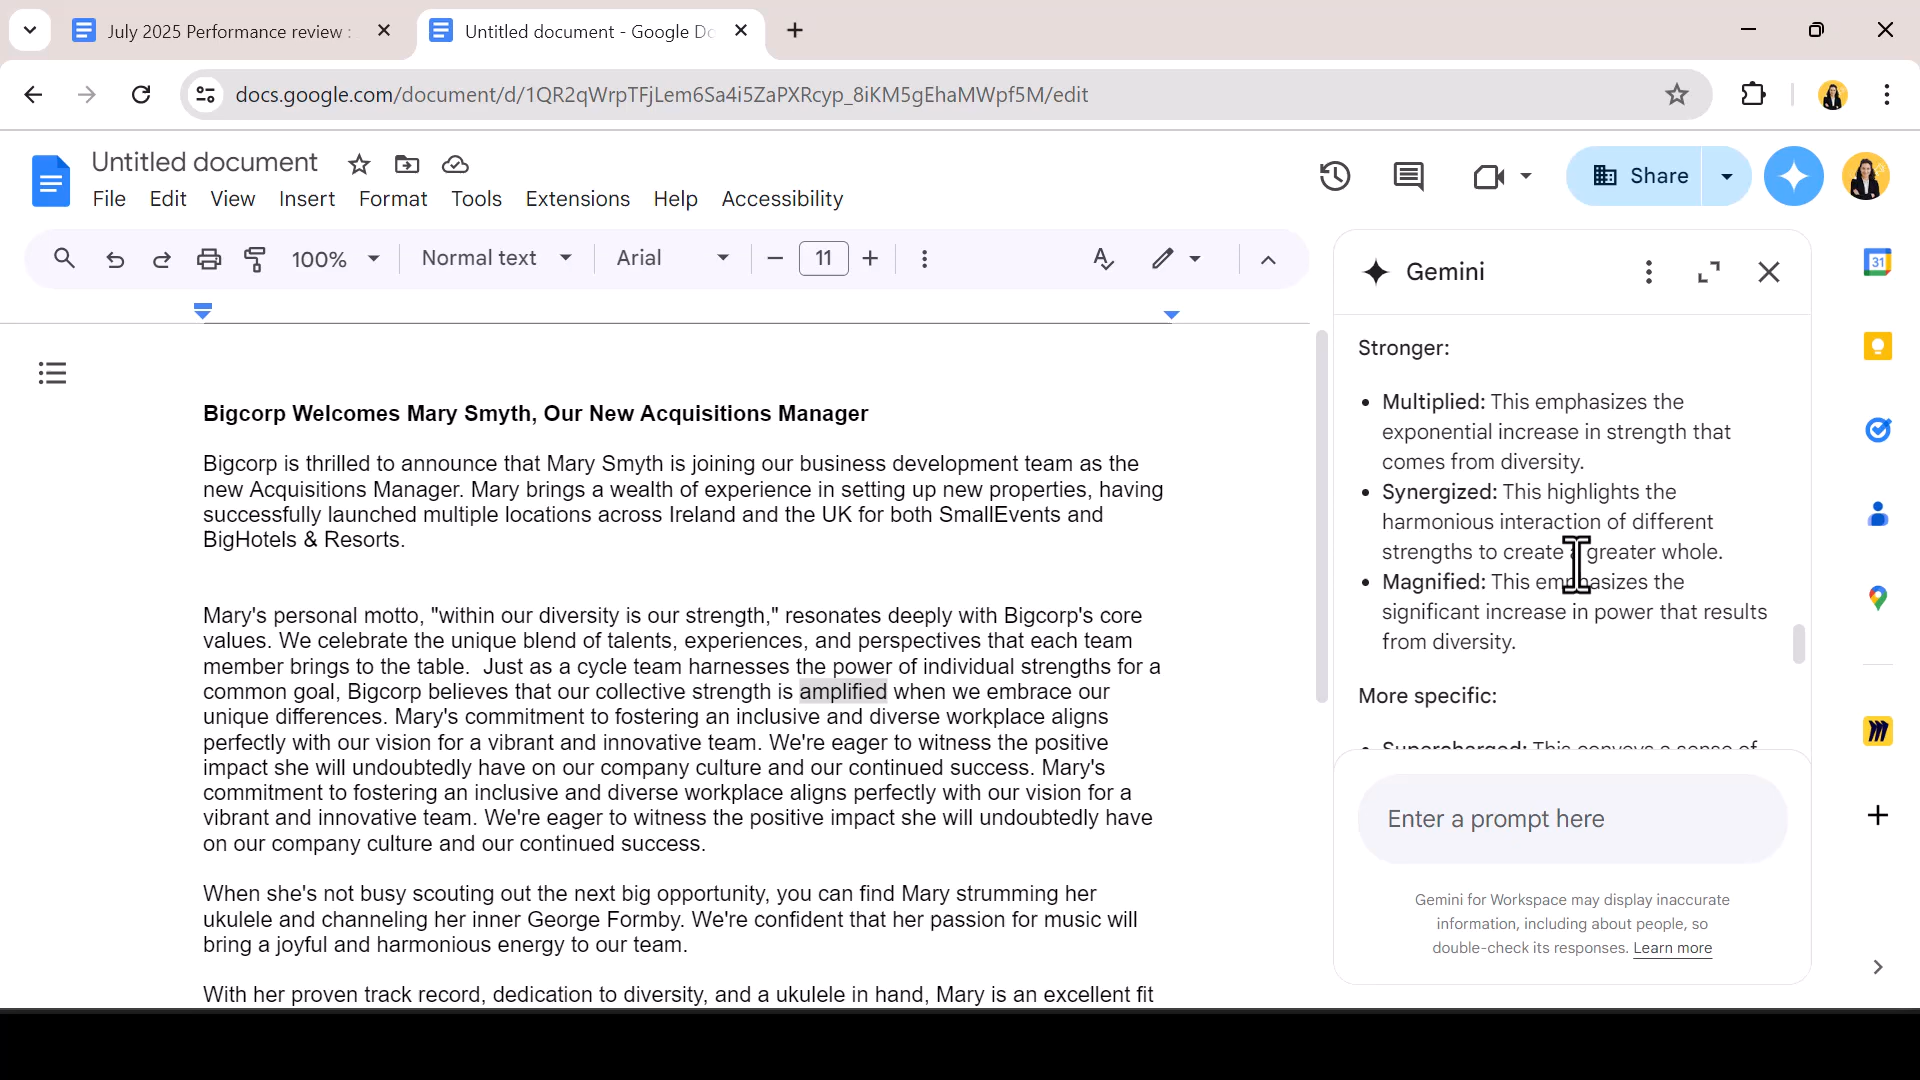 July 2025 Performance review :
Untitled document - Google Do
docs.google.com/document/d/1QR2qWrpTFjLem6Sa4i5ZaPXRcyp_8iKM5gEhaMWpf5M/edit
Untitled document
File Edit View Insert Format Tools Extensions Help Accessibility
Share
100% Normal text Arial 11
Gemini
31
Bigcorp Welcomes Mary Smyth, Our New Acquisitions Manager
Bigcorp is thrilled to announce that Mary Smyth is joining our business development team as the
new Acquisitions Manager. Mary brings a wealth of experience in setting up new properties, having
successfully launched multiple locations across Ireland and the UK for both SmallEvents and
BigHotels & Resorts.
Mary's personal motto, "within our diversity is our strength," resonates deeply with Bigcorp's core
values. We celebrate the unique blend of talents, experiences, and perspectives that each team
member brings to the table.  Just as a cycle team harnesses the power of individual strengths for a
common goal, Bigcorp believes that our collective strength is amplified when we embrace our
unique differences. Mary's commitment to fostering an inclusive and diverse workplace aligns
perfectly with our vision for a vibrant and innovative team. We're eager to witness the positive
impact she will undoubtedly have on our company culture and our continued success. Mary's
commitment to fostering an inclusive and diverse workplace aligns perfectly with our vision for a
vibrant and innovative team. We're eager to witness the positive impact she will undoubtedly have
on our company culture and our continued success.
When she's not busy scouting out the next big opportunity, you can find Mary strumming her
ukulele and channeling her inner George Formby. We're confident that her passion for music will
bring a joyful and harmonious energy to our team.
With her proven track record, dedication to diversity, and a ukulele in hand, Mary is an excellent fit
Stronger:
• Multiplied: This emphasizes the
exponential increase in strength that
comes from diversity.
• Synergized: This highlights the
harmonious interaction of different
strengths to create a greater whole.
• Magnified: This emphasizes the
significant increase in power that results
from diversity.
More specific:
• Supercharged: This conveys a sense of
Enter a prompt here
Gemini for Workspace may display inaccurate
information, including about people, so
double-check its responses. Learn more